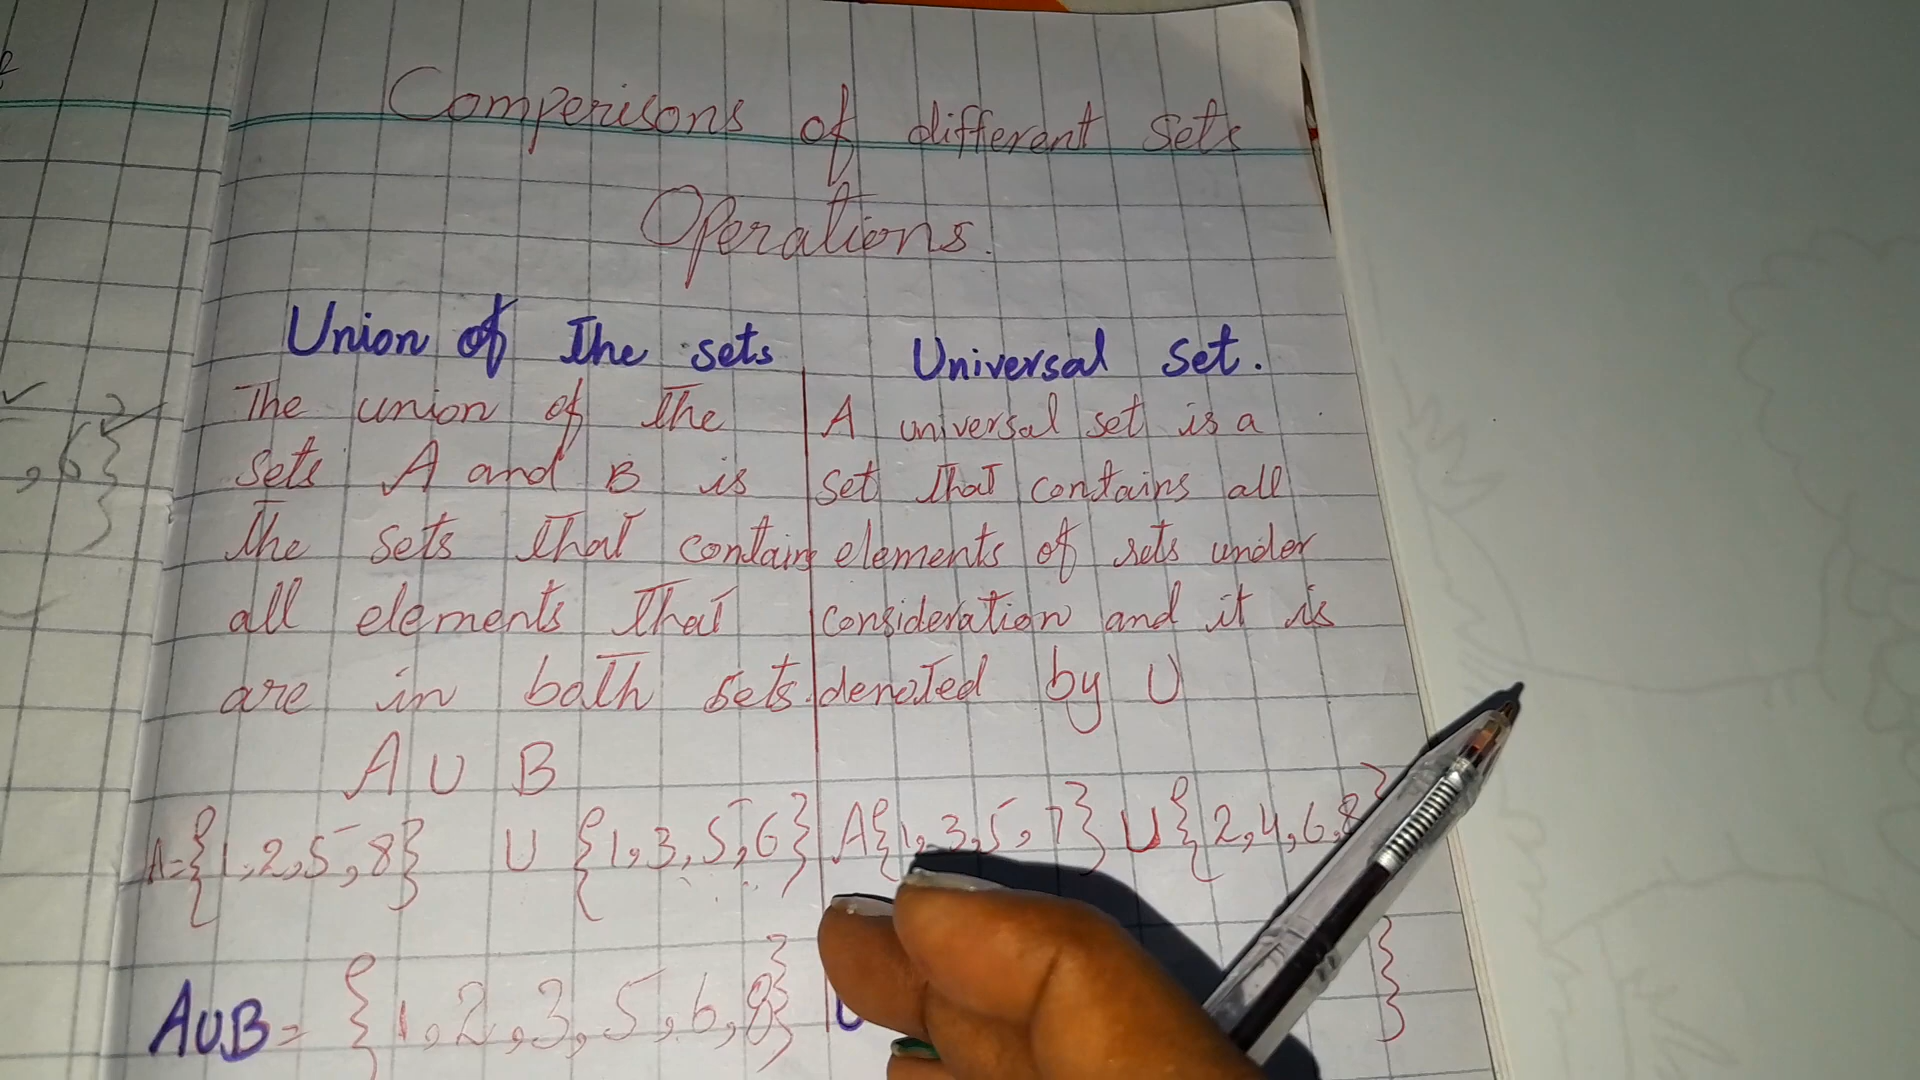 Comperisons of different sets
Operations.
Union of The sets
The union of The
sets A and B is
The sets That contains
all elements That
are in both sets.
A U B
A={1,2,5,8} U {1,3,5,6}
AUB= {1,2,3,5,6,8}
Universal set.
A universal set is a
set That contains all
elements of sets under
consideration and it is
denoted by U
A{1,3,5,7} U{2,4,6,8}
U }
,6}